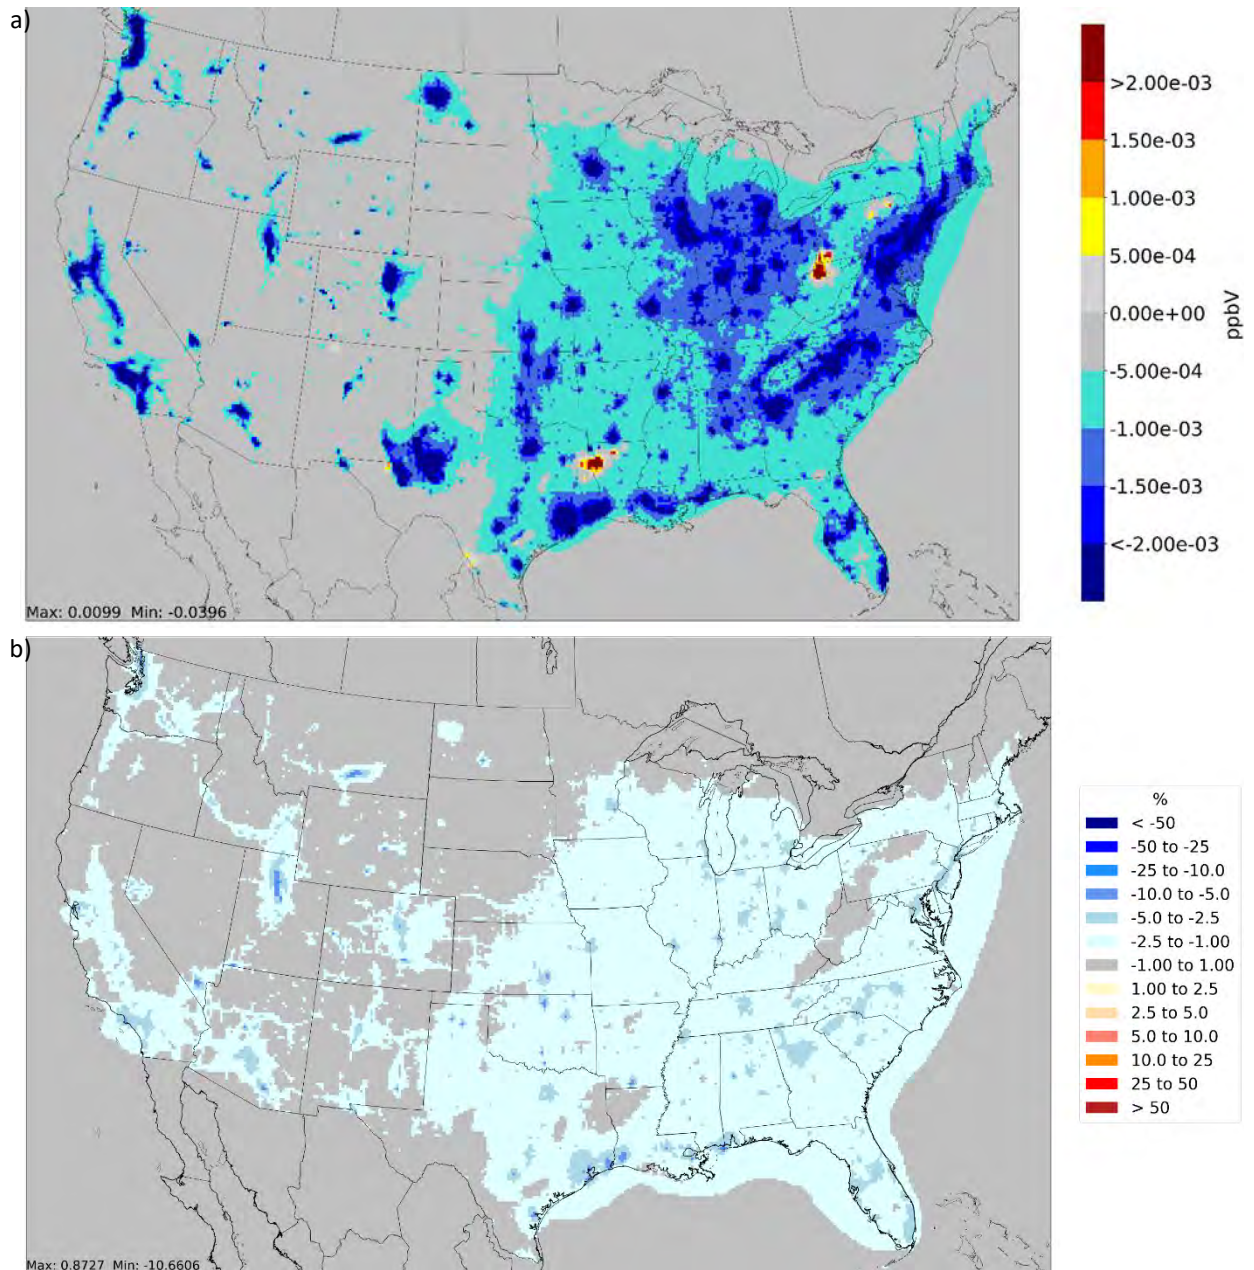 a)
>2.00e-03
1.50e-03
1.00e-03
5.00e-04
0.00e+00
-5.00e-04
-1.00e-03
-1.50e-03
<-2.00e-03
ppbV
Max: 0.0099 Min: -0.0396
b)
%
< -50
-50 to -25
-25 to -10.0
-10.0 to -5.0
-5.0 to -2.5
-2.5 to -1.00
-1.00 to 1.00
1.00 to 2.5
2.5 to 5.0
5.0 to 10.0
10.0 to 25
25 to 50
> 50
Max: 0.8727 Min: -10.6606